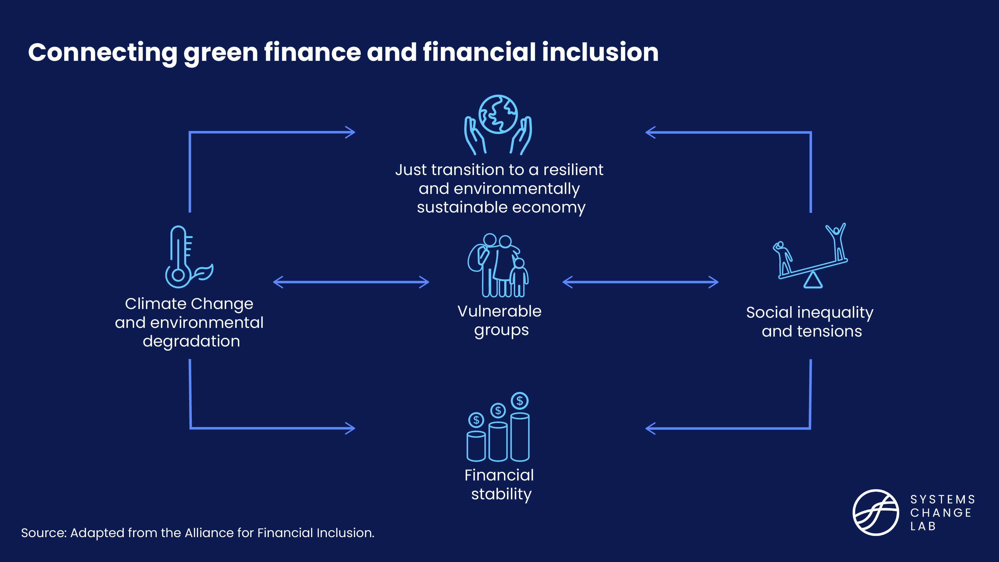 Connecting green finance and financial inclusion
Just transition to a resilient
and environmentally
sustainable economy
Climate Change
and environmental
degradation
Vulnerable
groups
Social inequality
and tensions
$
$
$
Financial
stability
Source: Adapted from the Alliance for Financial Inclusion.
SYSTEMS
CHANGE
LAB